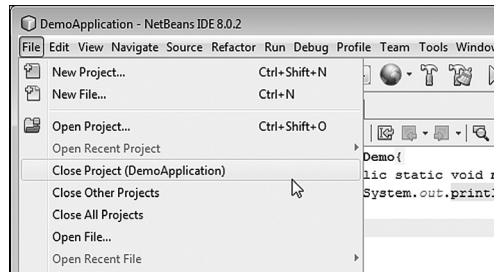 DemoApplication - NetBeans IDE 8.0.2
File Edit View Navigate Source Refactor Run Debug Profile Team Tools
New Project... Ctrl+Shift+N
New File... Ctrl+N
Open Project... Ctrl+Shift+O
Open Recent Project
Close Project (DemoApplication)
Close Other Projects
Close All Projects
Open File...
Open Recent File
Demo{
static void
System.out.